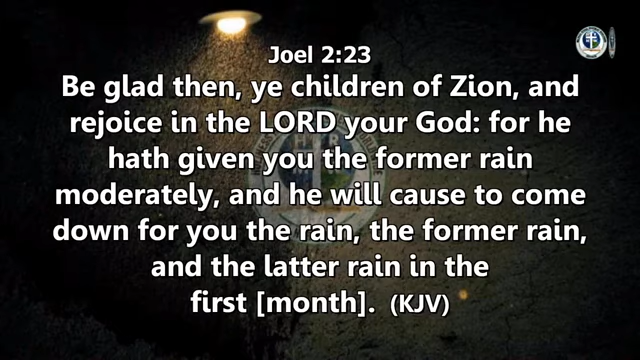 Joel 2:23
Be glad then, ye children of Zion, and
rejoice in the LORD your God: for he
hath given you the former rain
moderately, and he will cause to come
down for you the rain, the former rain,
and the latter rain in the
first [month]. (KJV)